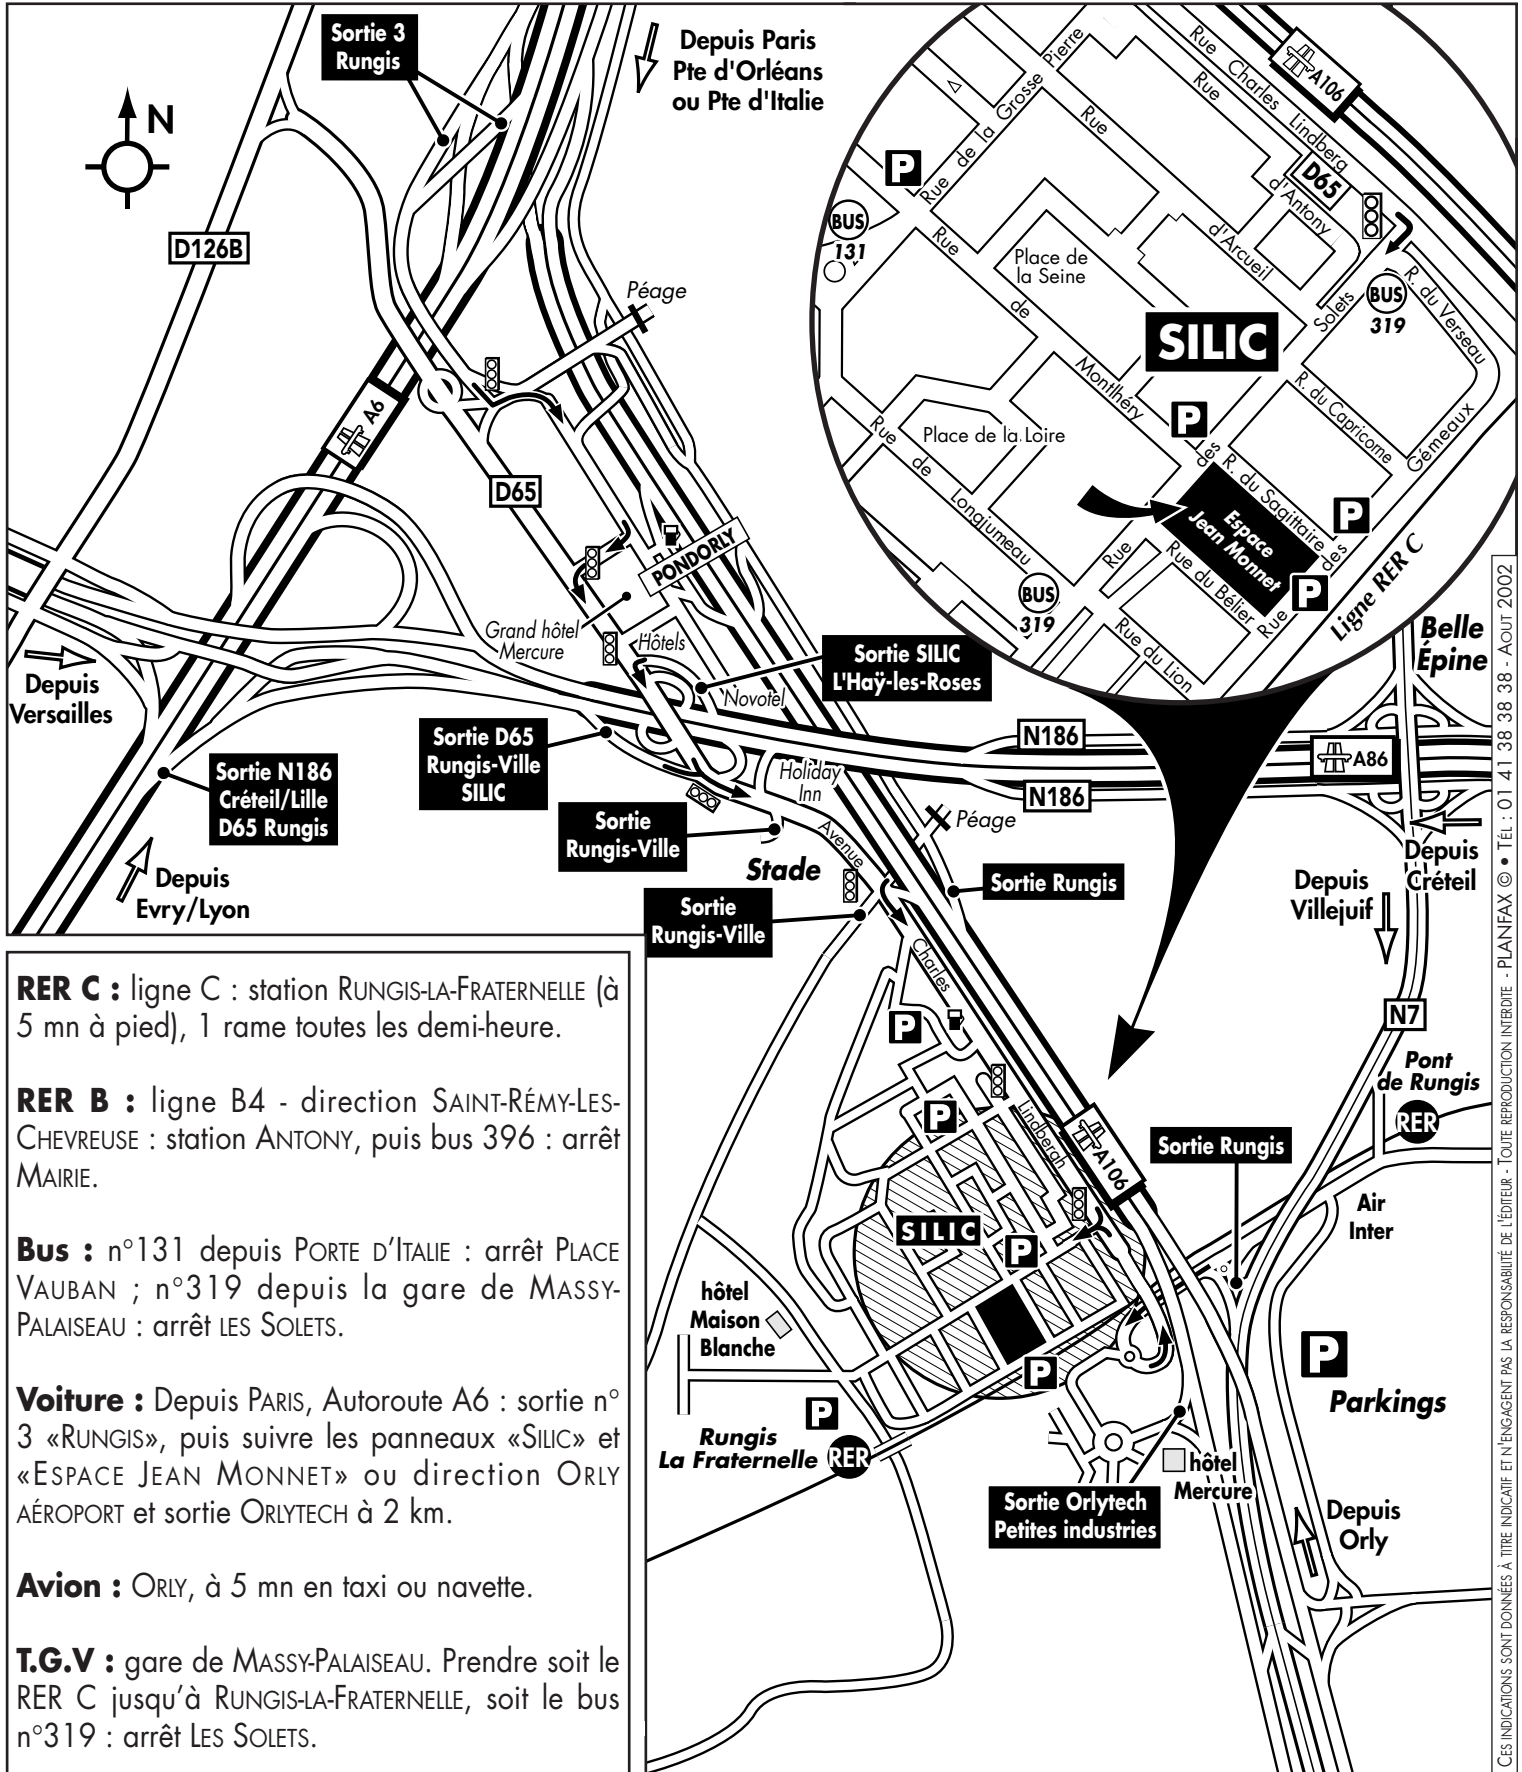 Sortie 3
Rungis
Depuis Paris
Pte d'Orléans
ou Pte d'Italie
N
D126B
Péage
A6
D65
PONDORLY
Grand hôtel
Mercure
Hôtels
Novotel
Sortie SILIC
L'Haÿ-les-Roses
Depuis
Versailles
Sortie N186
Créteil/Lille
D65 Rungis
Sortie D65
Rungis-Ville
SILIC
Sortie
Rungis-Ville
Holiday
Inn
Avenue
Stade
Depuis
Evry/Lyon
Sortie
Rungis-Ville
Péage
Sortie Rungis
N186
N186
A86
Belle
Épine
Depuis
Créteil
Depuis
Villejuif
N7
Pont
de Rungis
RER
Charles
P
P
Lindbergh
A106
Sortie Rungis
Air
Inter
SILIC
P
hôtel
Maison
Blanche
P
P
Rungis
La Fraternelle
RER
P
Parkings
hôtel
Mercure
Sortie Orlytech
Petites industries
Depuis
Orly
Rue de la Grosse Pierre
Rue Charles Lindberg
A106
Rue d'Antony
D65
Rue d'Arcueil
P
BUS
131
Place de
la Seine
Rue de Montlhéry
SILIC
Solets
BUS
319
R. du Verseau
R. du Capricorne
Gémeaux
P
des
R. du Sagittaire
Place de la Loire
Rue de Longjumeau
Espace
Jean Monnet
P
des
P
Rue
Rue du Bélier
Rue
BUS
319
Rue du Lion
Ligne RER C
RER C : ligne C : station RUNGIS-LA-FRATERNELLE (à
5 mn à pied), 1 rame toutes les demi-heure.
RER B : ligne B4 - direction SAINT-RÉMY-LES-
CHEVREUSE : station ANTONY, puis bus 396 : arrêt
MAIRIE.
Bus : n°131 depuis PORTE D'ITALIE : arrêt PLACE
VAUBAN ; n°319 depuis la gare de MASSY-
PALAISEAU : arrêt LES SOLETS.
Voiture : Depuis PARIS, Autoroute A6 : sortie n°
3 «RUNGIS», puis suivre les panneaux «SILIC» et
«ESPACE JEAN MONNET» ou direction ORLY
AÉROPORT et sortie ORLYTECH à 2 km.
Avion : ORLY, à 5 mn en taxi ou navette.
T.G.V : gare de MASSY-PALAISEAU. Prendre soit le
RER C jusqu'à RUNGIS-LA-FRATERNELLE, soit le bus
n°319 : arrêt LES SOLETS.
CES INDICATIONS SONT DONNÉES À TITRE INDICATIF ET N'ENGAGENT PAS LA RESPONSABILITÉ DE L'ÉDITEUR - TOUTE REPRODUCTION INTERDITE - PLANFAX © • TÉL : 01 41 38 38 38 - AOUT 2002